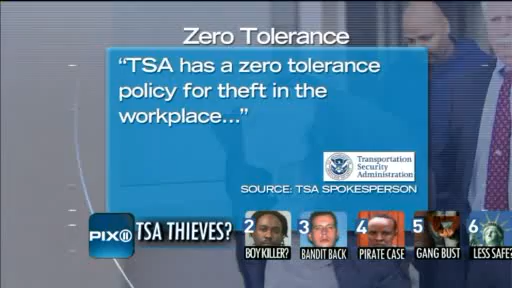 Zero Tolerance
“TSA has a zero tolerance
policy for theft in the
workplace...”
Transportation
Security
Administration
SOURCE: TSA SPOKESPERSON
PIX11
TSA THIEVES?
2
3
4
5
6
BOY KILLER?
BANDIT BACK
PIRATE CASE
GANG BUST
LESS SAFE?